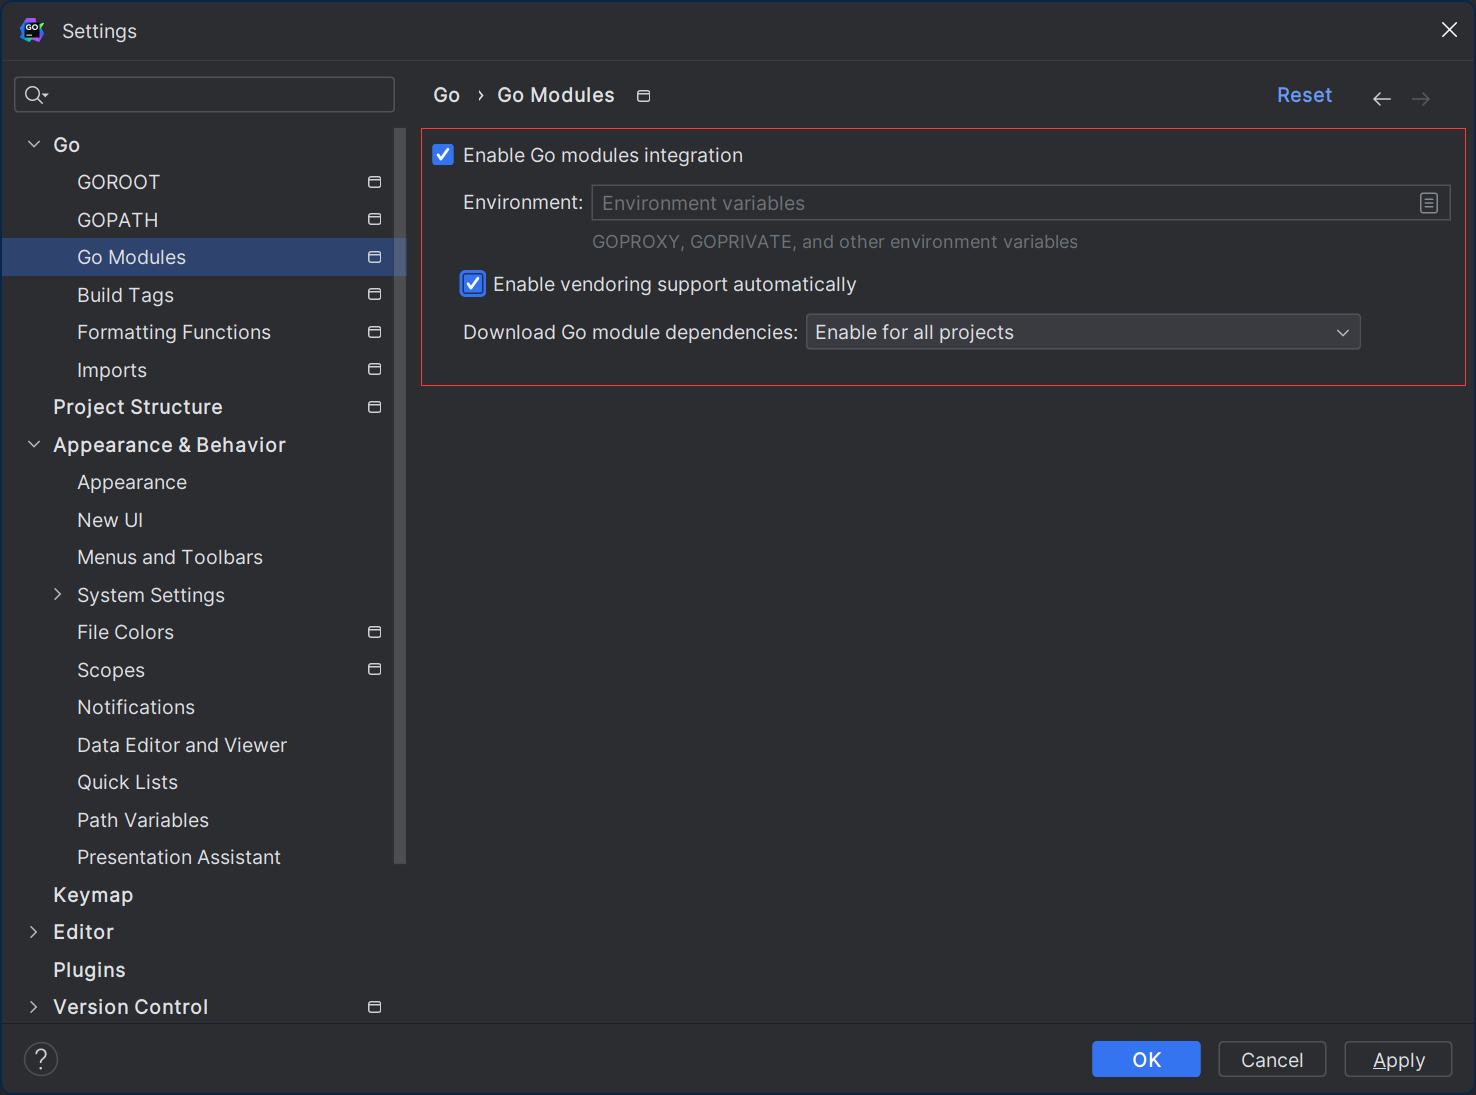 GO
Settings
Go › Go Modules
Reset
Go
GOROOT
GOPATH
Go Modules
Build Tags
Formatting Functions
Imports
Project Structure
Appearance & Behavior
Appearance
New UI
Menus and Toolbars
System Settings
File Colors
Scopes
Notifications
Data Editor and Viewer
Quick Lists
Path Variables
Presentation Assistant
Keymap
Editor
Plugins
Version Control
Enable Go modules integration
Environment: Environment variables
GOPROXY, GOPRIVATE, and other environment variables
Enable vendoring support automatically
Download Go module dependencies: Enable for all projects
?
OK
Cancel
Apply